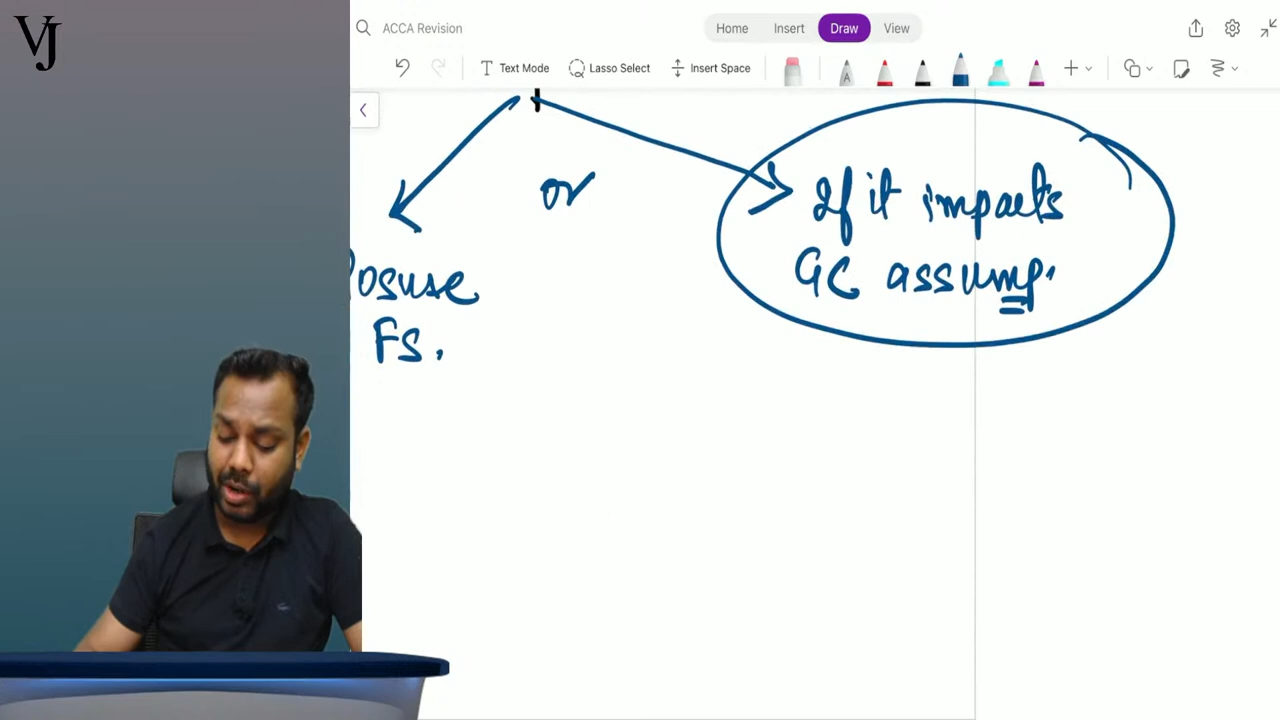 VJ
ACCA Revision
Home Insert Draw View
Text Mode Lasso Select Insert Space
A
or
If it impacts
GC assump.
FS.